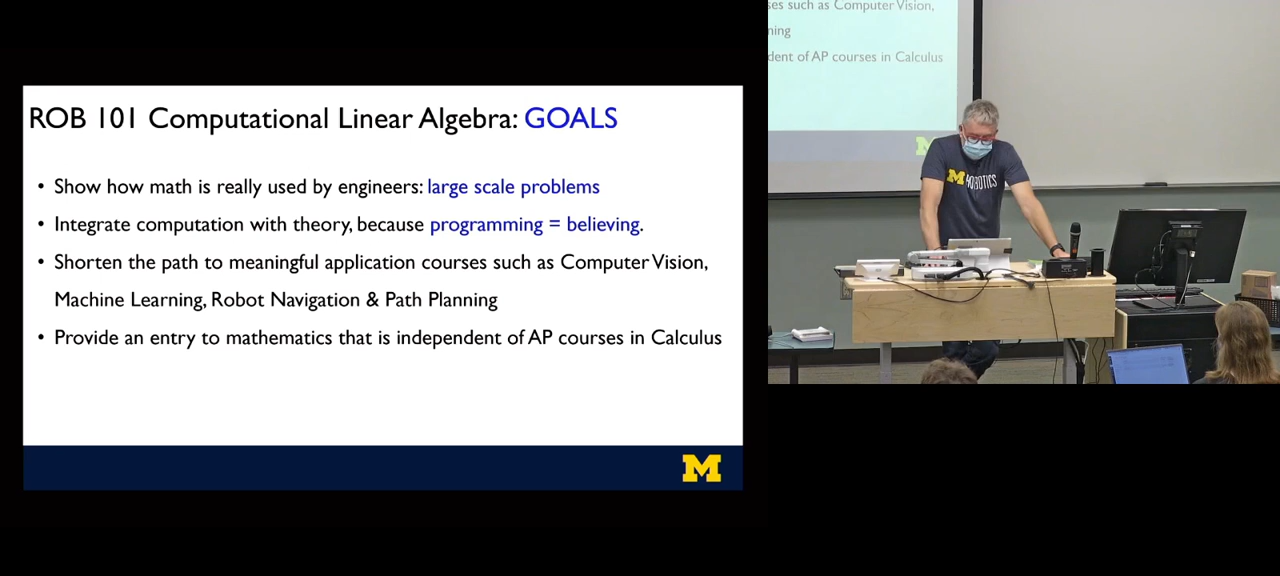 ROB 101 Computational Linear Algebra: GOALS
• Show how math is really used by engineers: large scale problems
• Integrate computation with theory, because programming = believing.
• Shorten the path to meaningful application courses such as Computer Vision,
Machine Learning, Robot Navigation & Path Planning
• Provide an entry to mathematics that is independent of AP courses in Calculus
M
ses such as Computer Vision,
ning
dent of AP courses in Calculus
M
M ROBOTICS